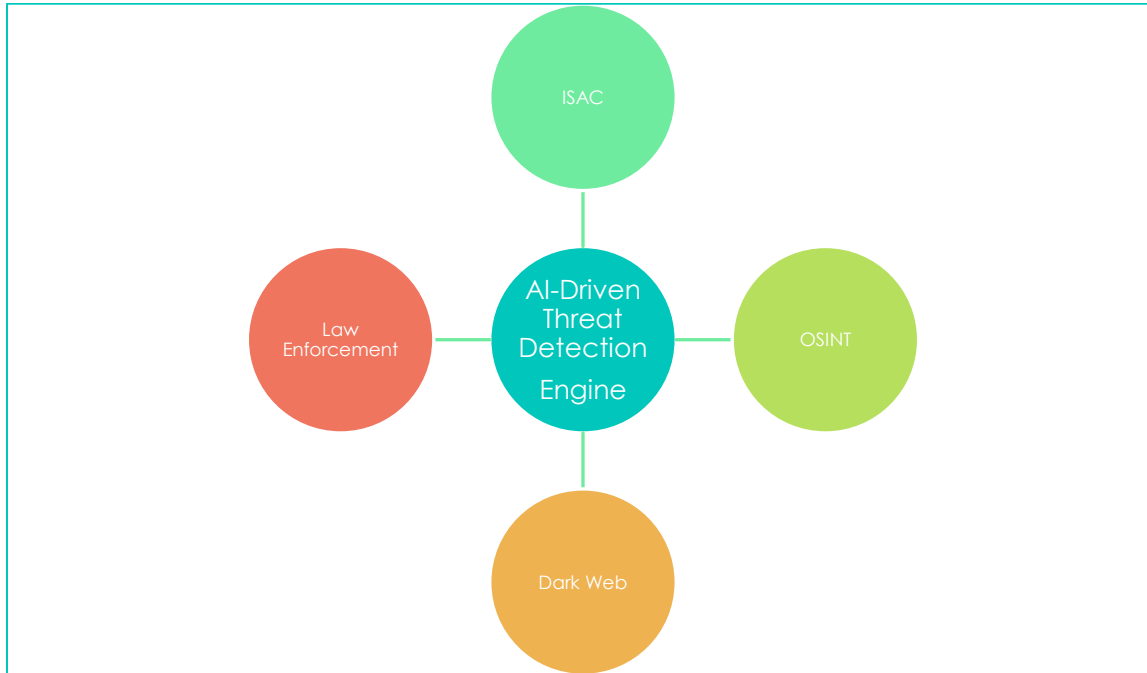 ISAC
Law
Enforcement
AI-Driven
Threat
Detection
Engine
OSINT
Dark Web